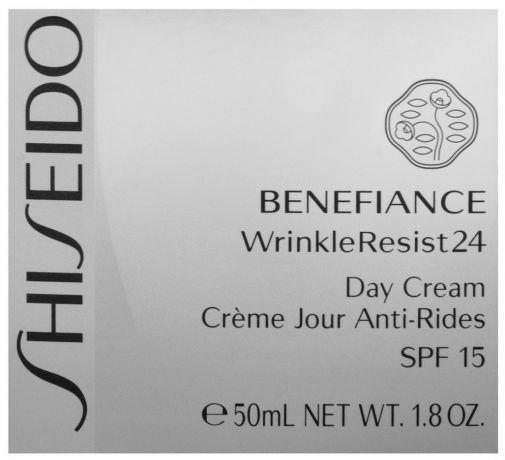 SHISEIDO
BENEFIANCE
WrinkleResist24
Day Cream
Crème Jour Anti-Rides
SPF 15
℮ 50mL NET WT. 1.8 OZ.